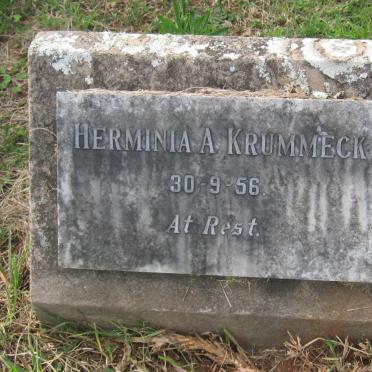 HERMINIA A. KRUMMECK
30-9-56.
At Rest.